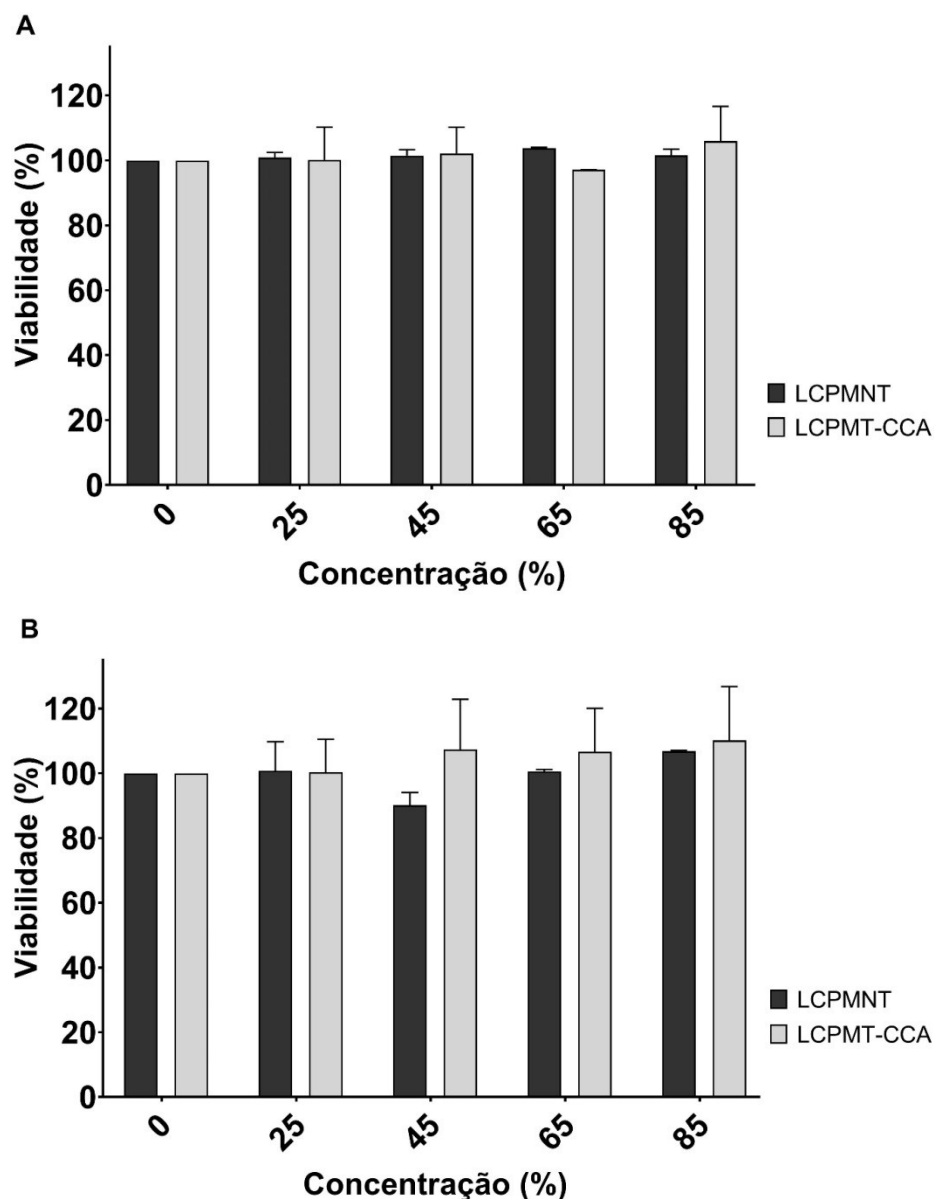 A
Viabilidade (%)
120
100
80
60
40
20
0
0 25 45 65 85
Concentração (%)
LCPMNT
LCPMT-CCA
B
Viabilidade (%)
120
100
80
60
40
20
0
0 25 45 65 85
Concentração (%)
LCPMNT
LCPMT-CCA